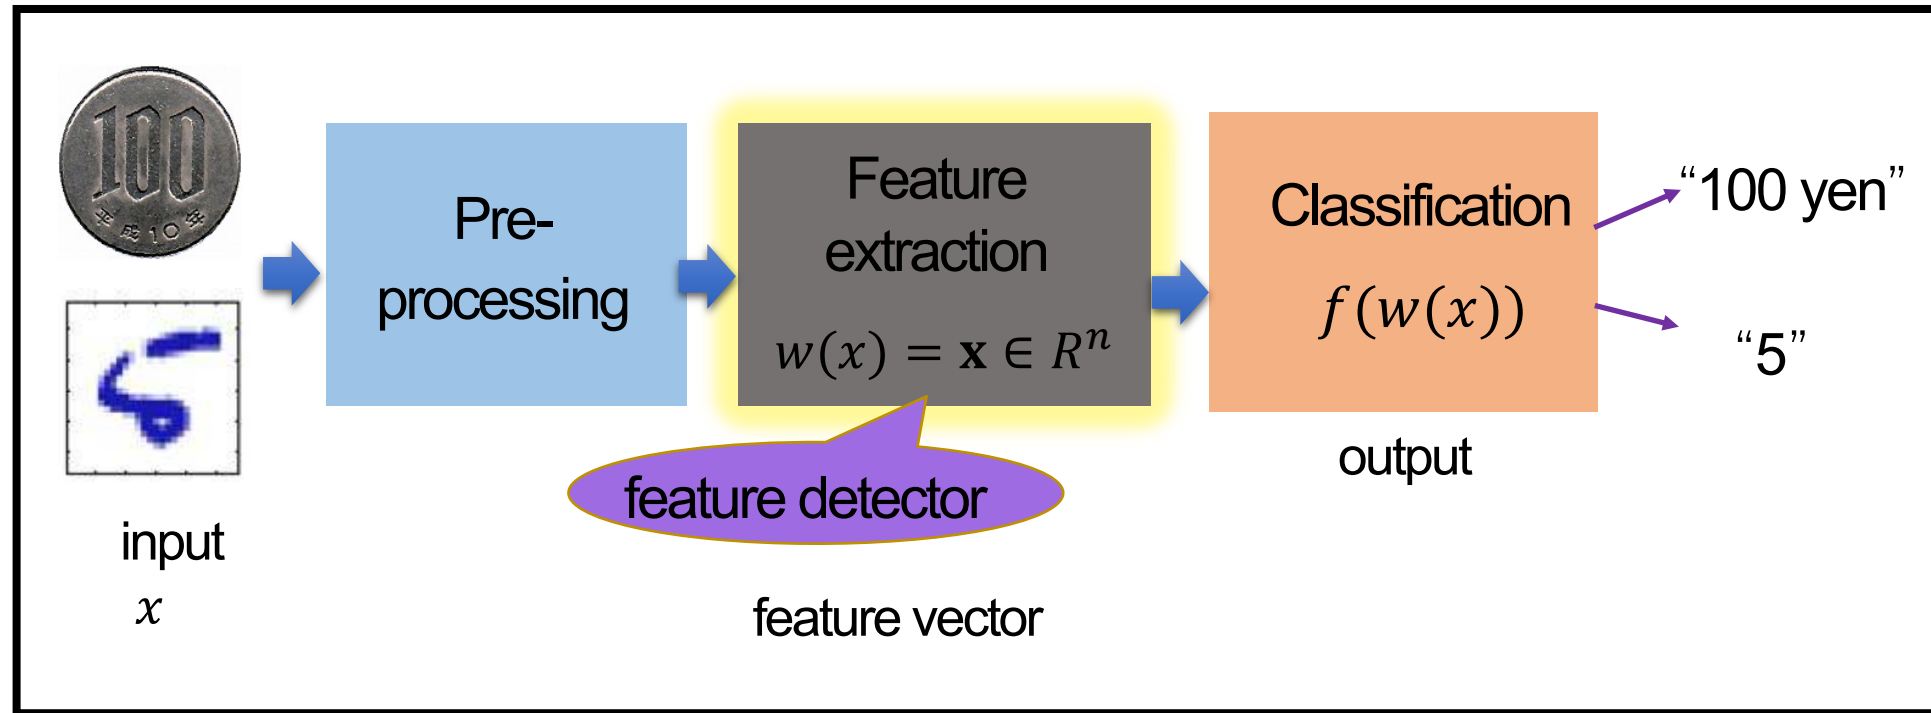 100
平成10年
input
x
Pre-
processing
Feature
extraction
w(x) = 𝐱 ∈ Rⁿ
feature detector
feature vector
Classification
f(w(x))
output
“100 yen”
“5”